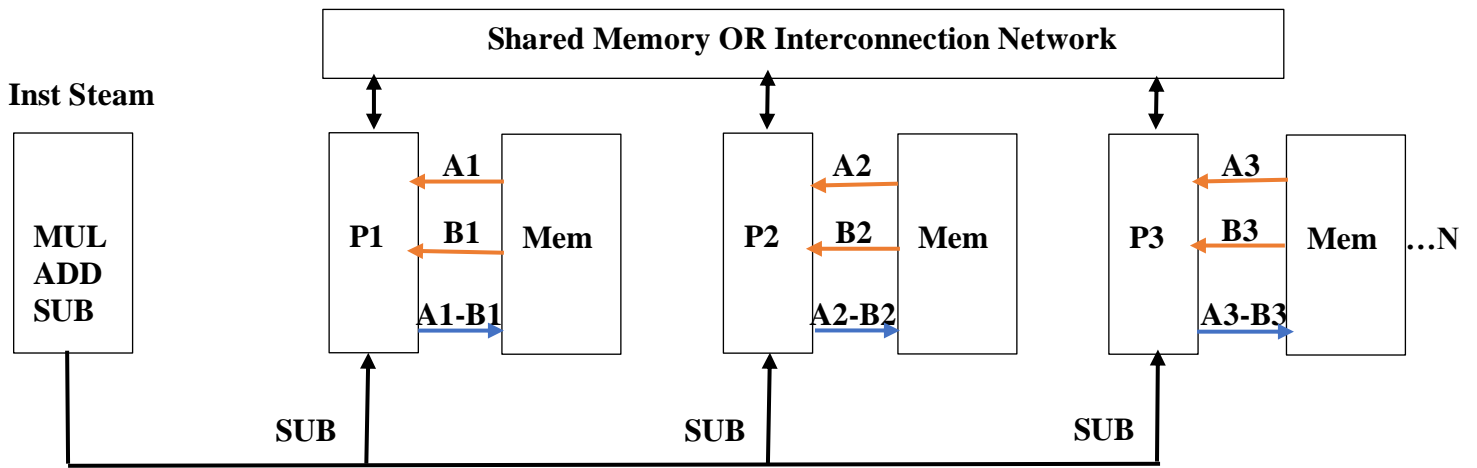 Shared Memory OR Interconnection Network
Inst Steam
MUL
ADD
SUB
P1
A1
B1
A1-B1
Mem
P2
A2
B2
A2-B2
Mem
P3
A3
B3
A3-B3
Mem
…N
SUB
SUB
SUB